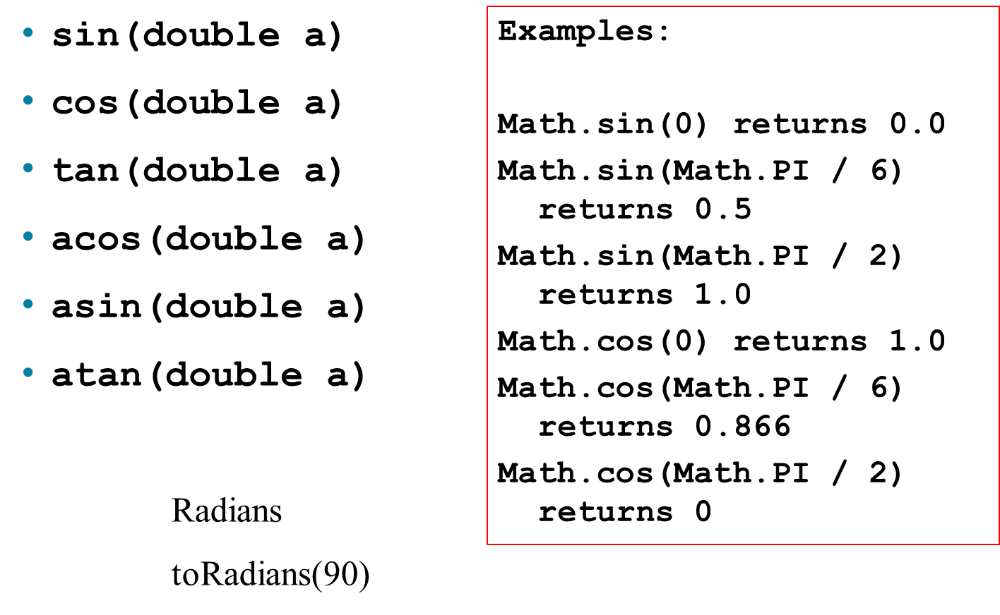 • sin(double a)
• cos(double a)
• tan(double a)
• acos(double a)
• asin(double a)
• atan(double a)
Radians
toRadians(90)
Examples:
Math.sin(0) returns 0.0
Math.sin(Math.PI / 6)
returns 0.5
Math.sin(Math.PI / 2)
returns 1.0
Math.cos(0) returns 1.0
Math.cos(Math.PI / 6)
returns 0.866
Math.cos(Math.PI / 2)
returns 0